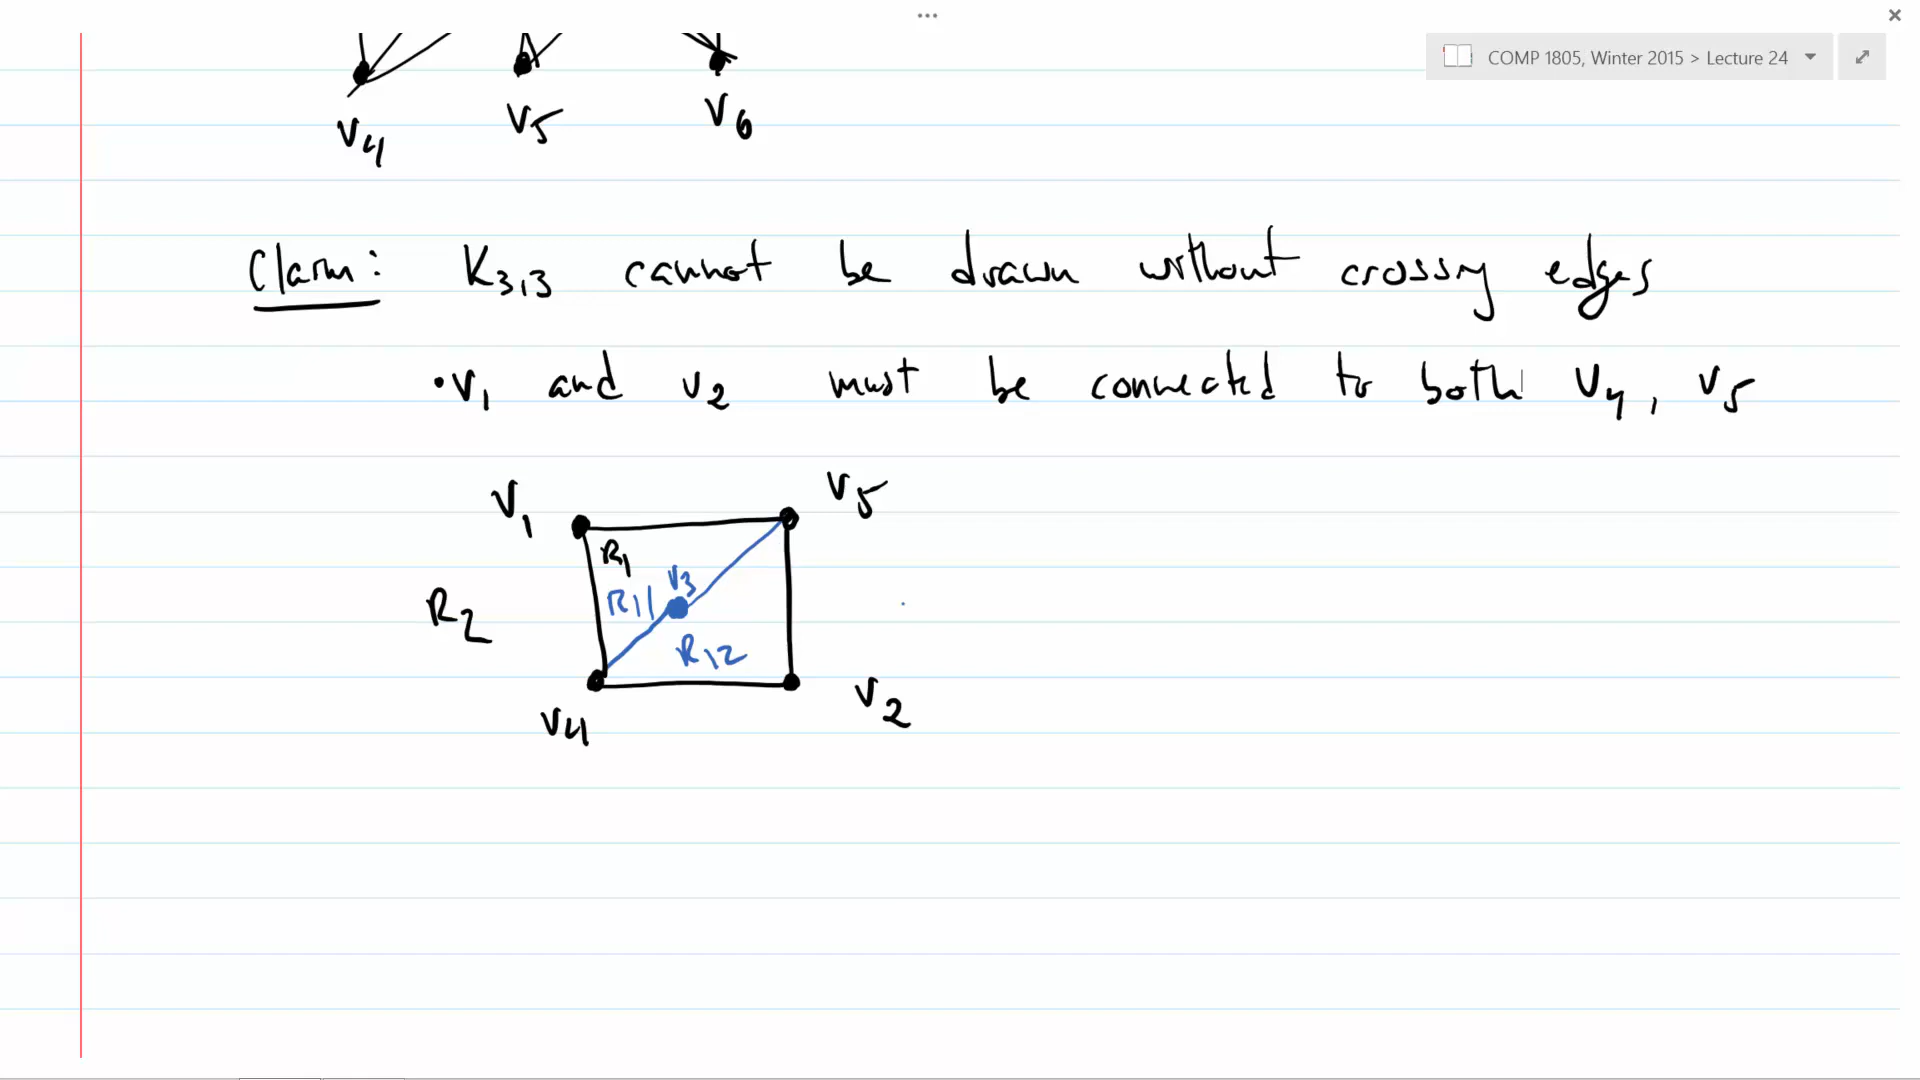 COMP 1805, Winter 2015 > Lecture 24
V4 V5 V6
Claim: K3,3 cannot be drawn without crossing edges
• V1 and V2 must be connected to both V4, V5
V1 V5
R1
V3
R2 R11
R12
V4 V2